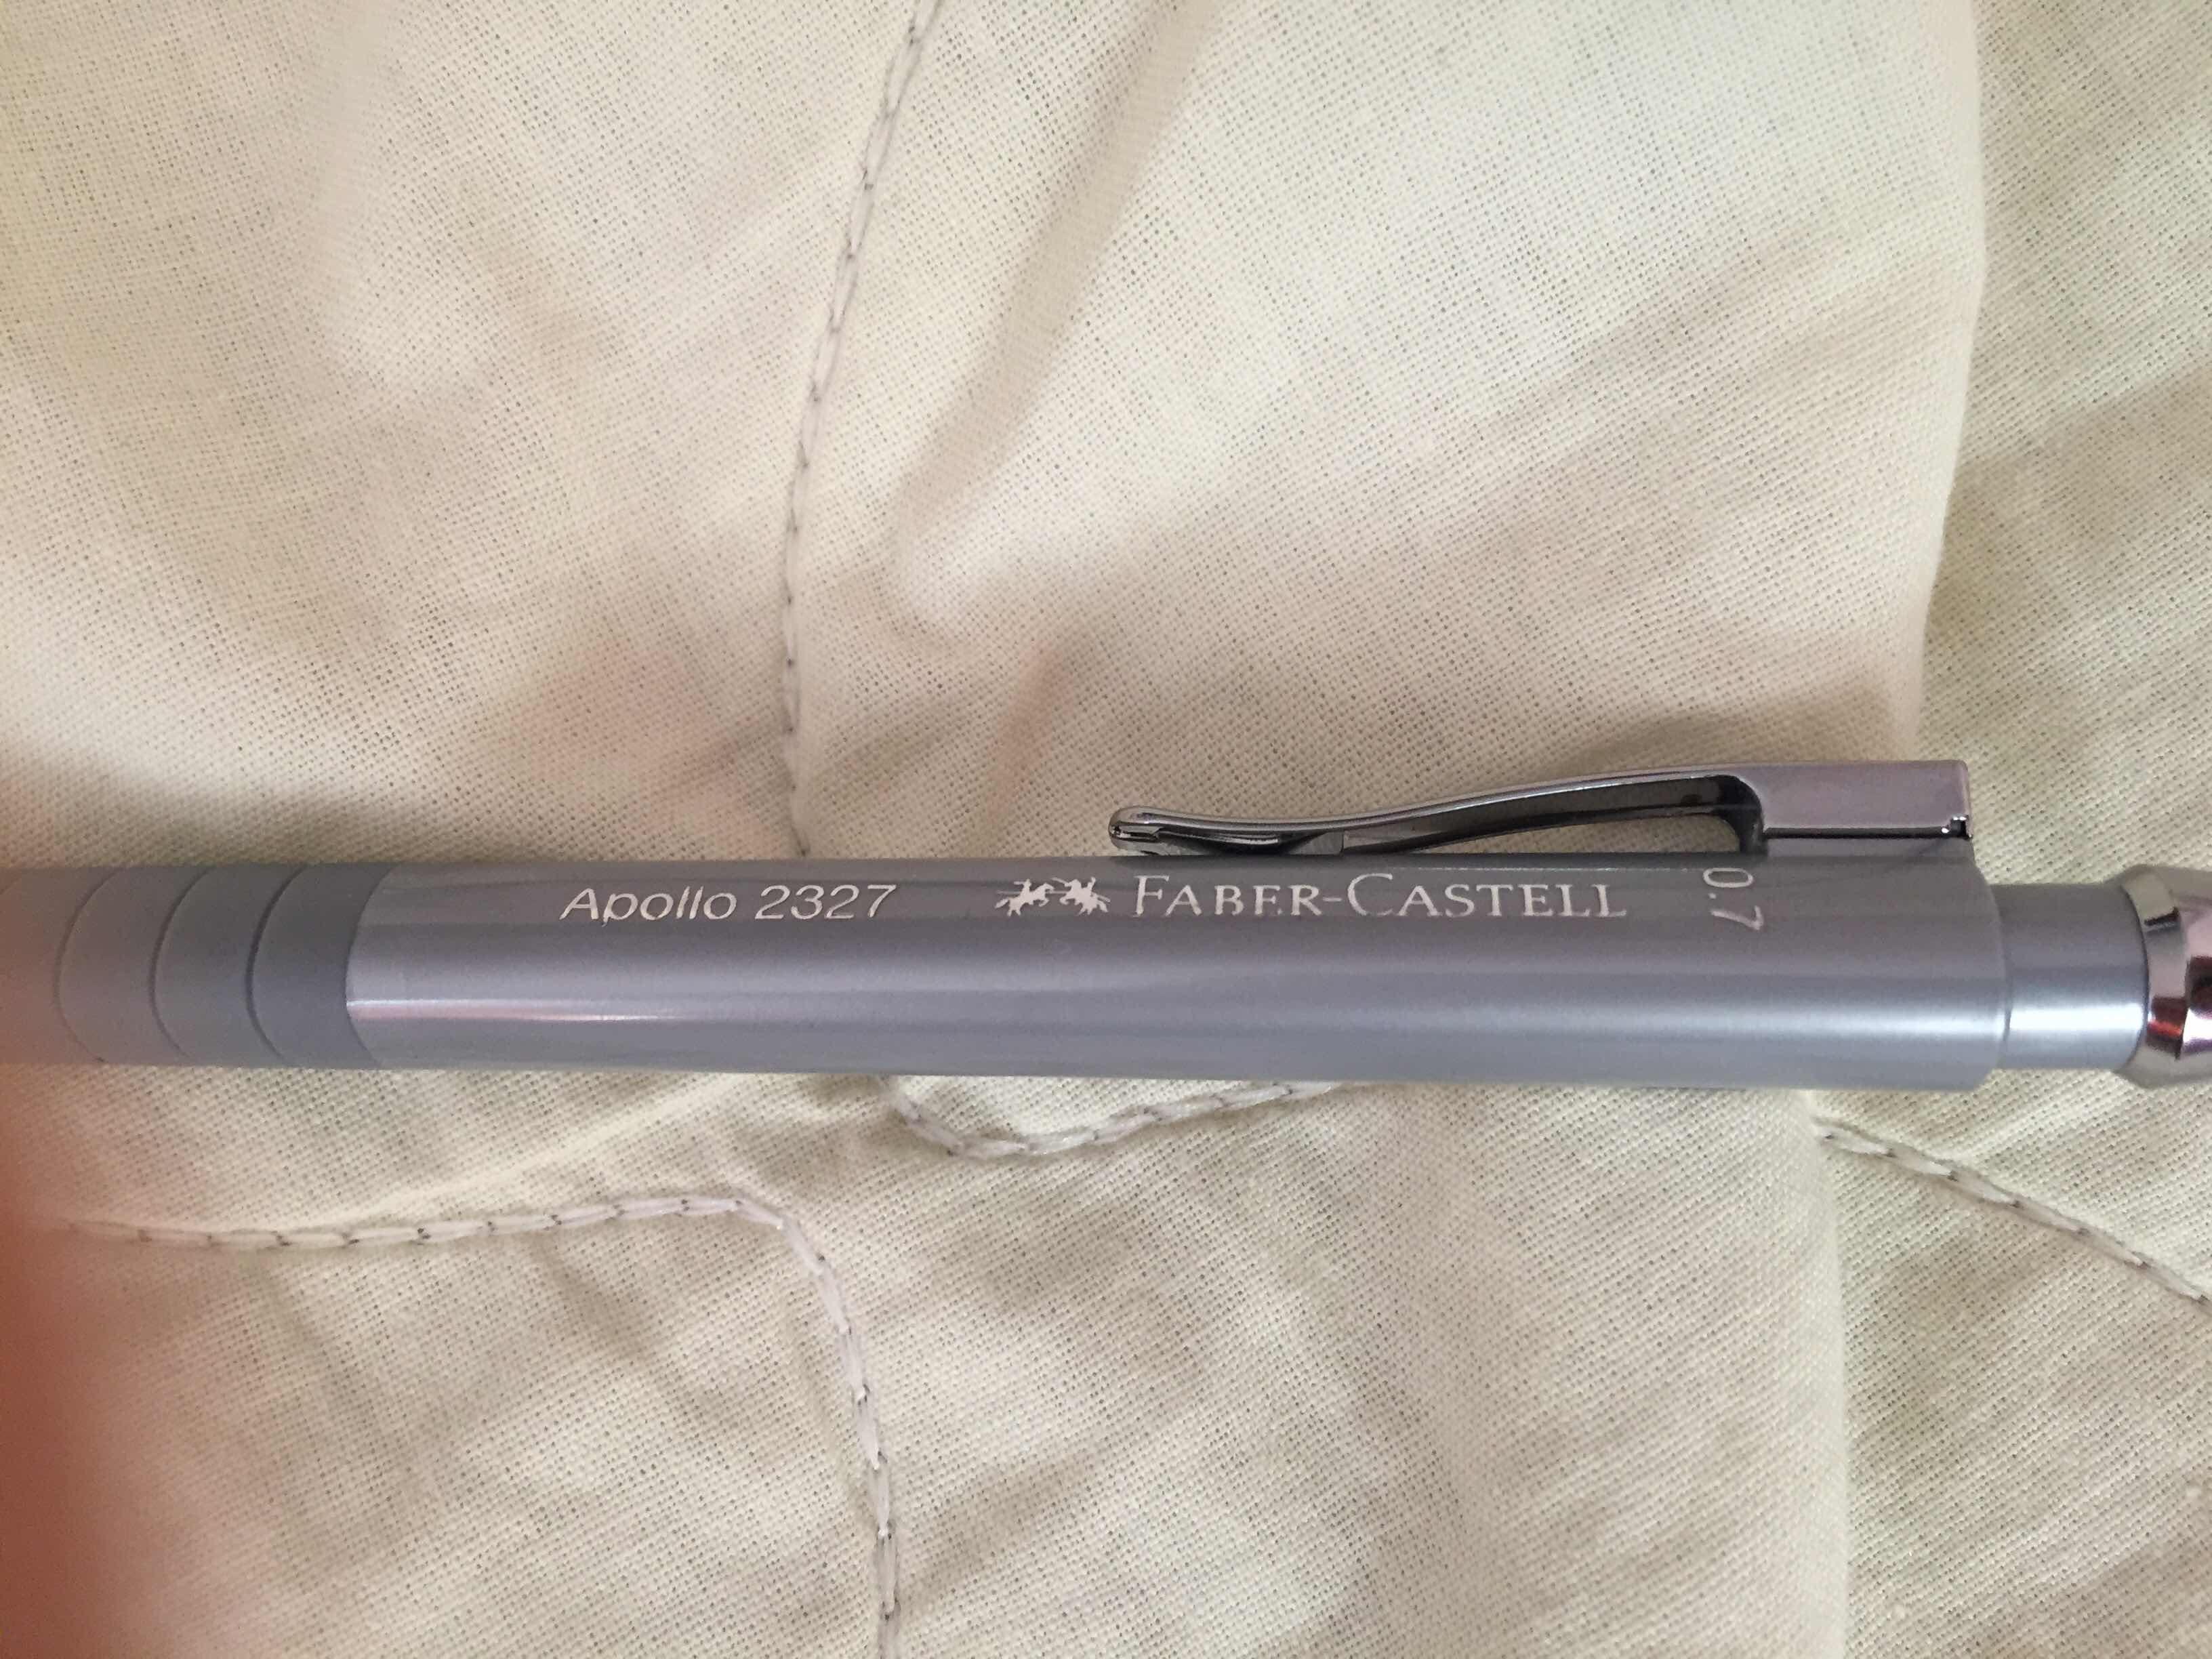 Apollo 2327 FABER-CASTELL
0.7